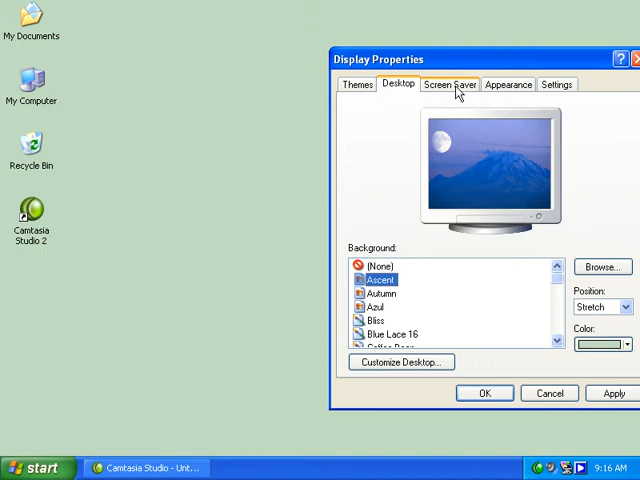 My Documents
My Computer
Recycle Bin
Camtasia
Studio 2
Display Properties
?
Themes
Desktop
Screen Saver
Appearance
Settings
Background:
(None)
Ascent
Autumn
Azul
Bliss
Blue Lace 16
Browse...
Position:
Stretch
Color:
Customize Desktop...
OK
Cancel
Apply
start
Camtasia Studio - Unt...
9:16 AM